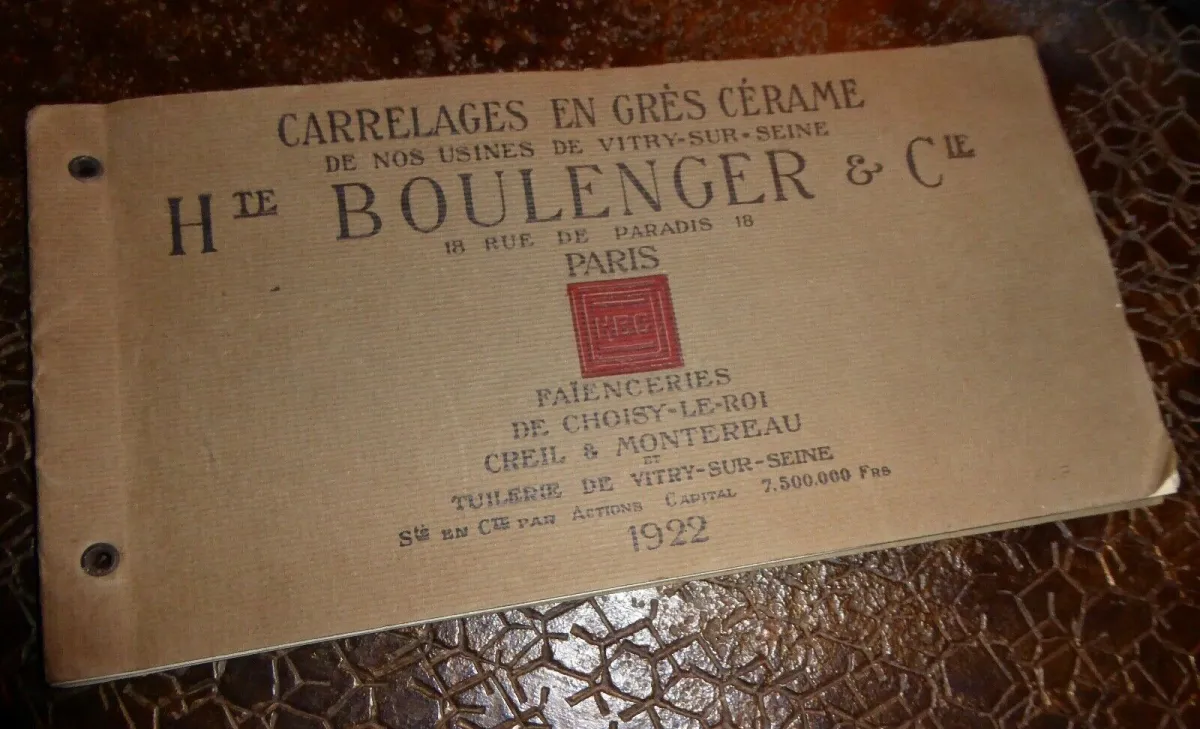 CARRELAGES EN GRÈS CÉRAME
DE NOS USINES DE VITRY-SUR-SEINE
HTE BOULENGER & CIE
18 RUE DE PARADIS 18
PARIS
HBC
FAÏENCERIES
DE CHOISY-LE-ROI
CREIL & MONTEREAU
ET
TUILERIE DE VITRY-SUR-SEINE
Sté EN CTE PAR ACTIONS CAPITAL 7.500.000 FRS
1922